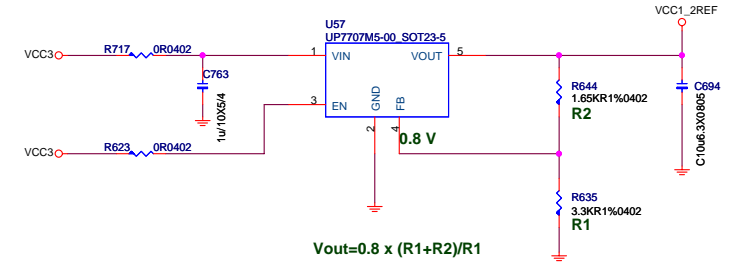 VCC1_2REF
U57
UP7707M5-00_SOT23-5
VCC3
R717
0R0402
1
VIN
VOUT
5
C763
1u/10X5/4
R644
1.65KR1%0402
R2
C694
C10u6.3X0805
3
EN
GND
FB
2
4
0.8 V
VCC3
R623
0R0402
R635
3.3KR1%0402
R1
Vout=0.8 x (R1+R2)/R1